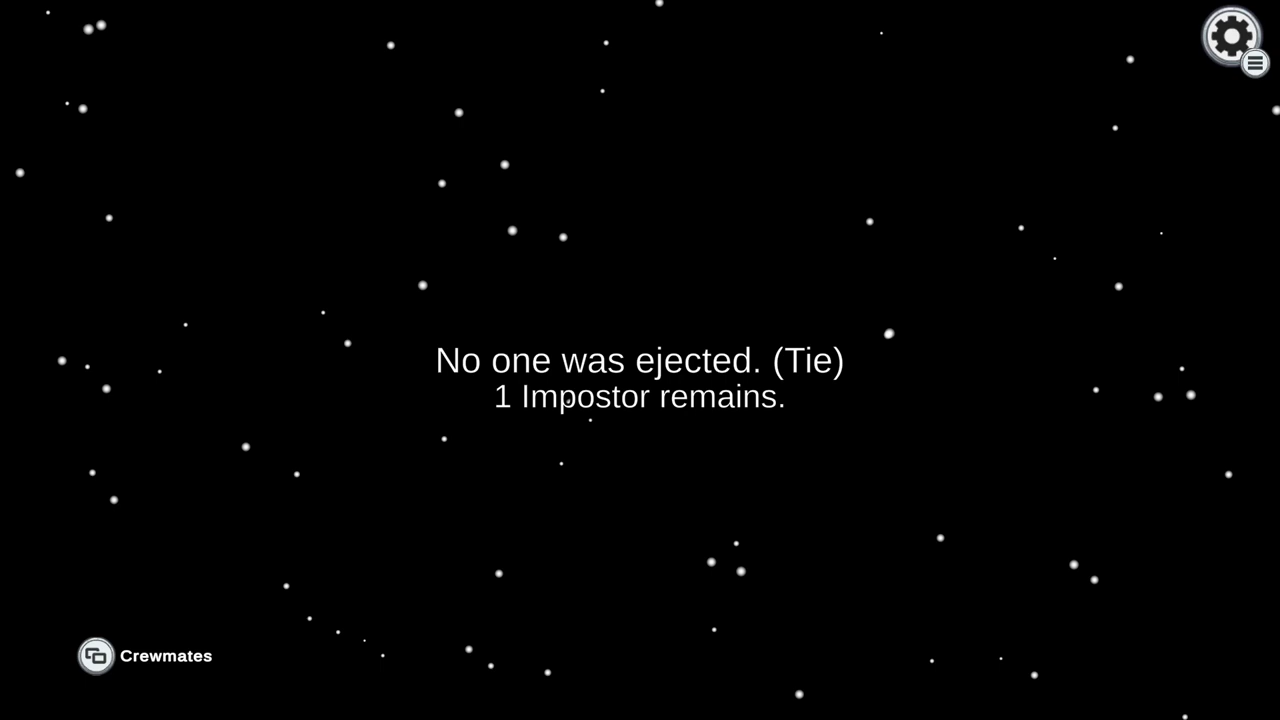 No one was ejected. (Tie)
1 Impostor remains.
Crewmates